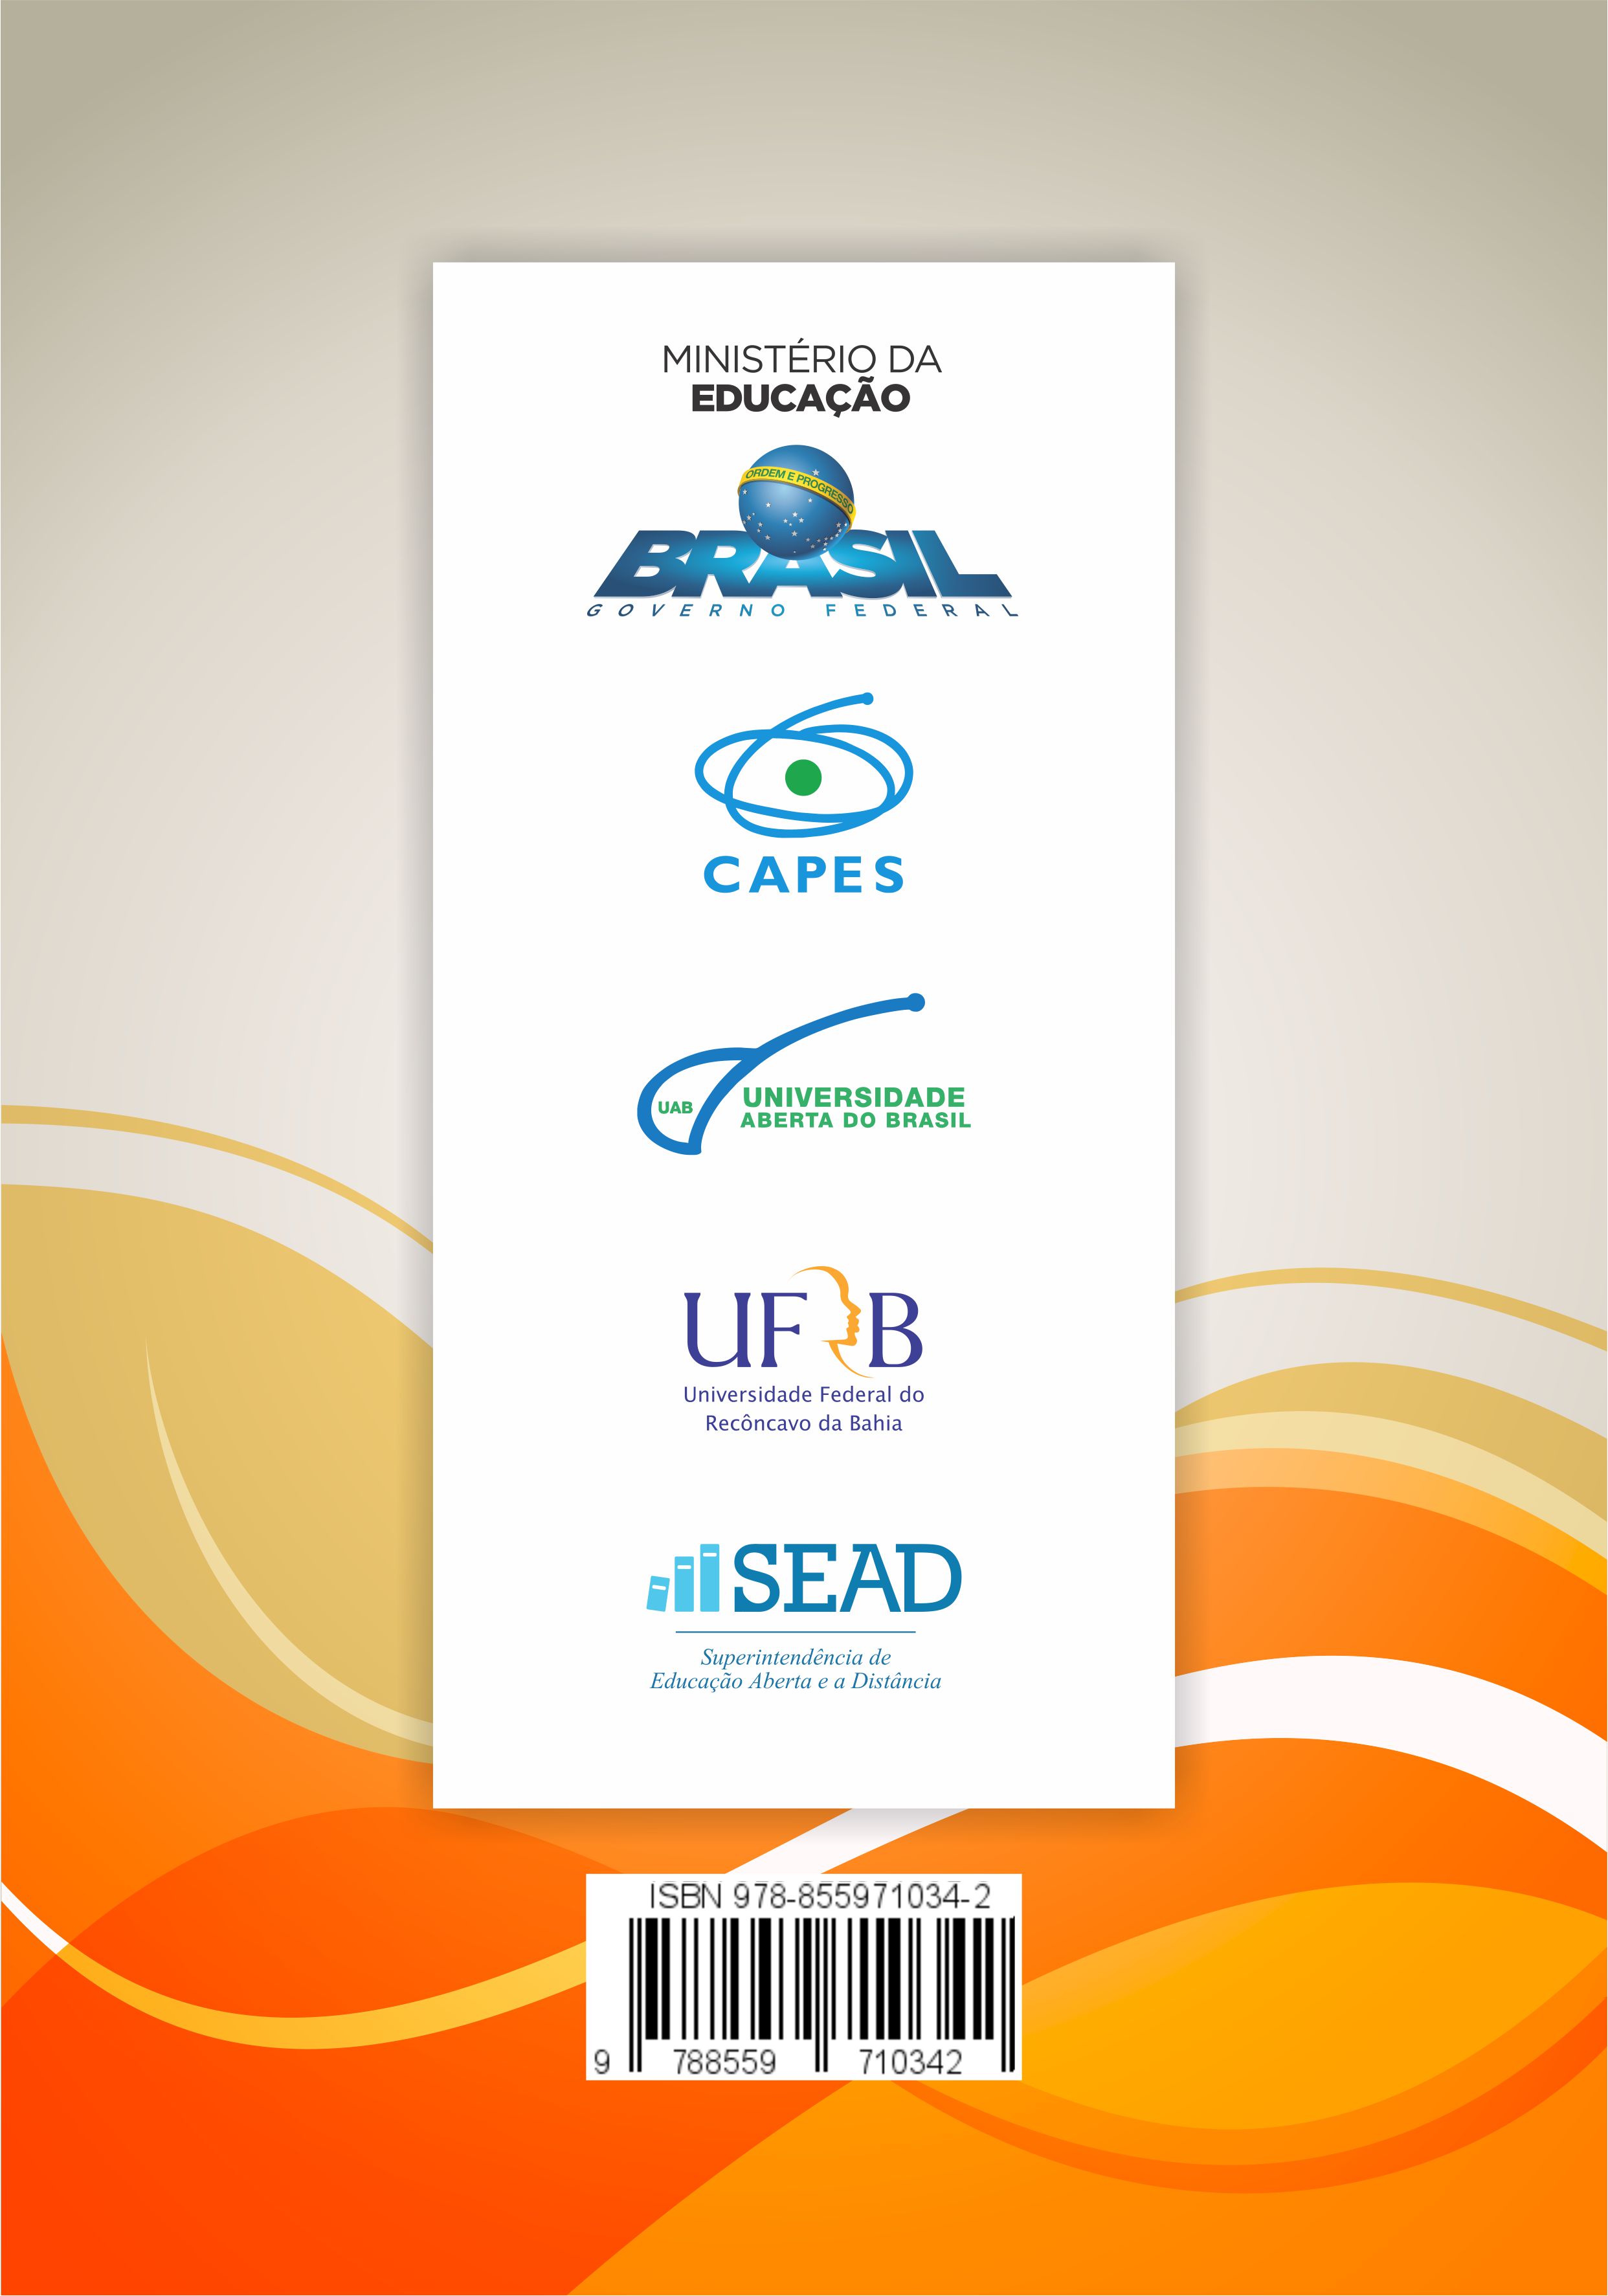 MINISTÉRIO DA
EDUCAÇÃO
ORDEM E PROGRESSO
BRASIL
GOVERNO FEDERAL
CAPES
UAB
UNIVERSIDADE
ABERTA DO BRASIL
UFRB
Universidade Federal do
Recôncavo da Bahia
SEAD
Superintendência de
Educação Aberta e a Distância
ISBN 978-855971034-2
9 788559 710342